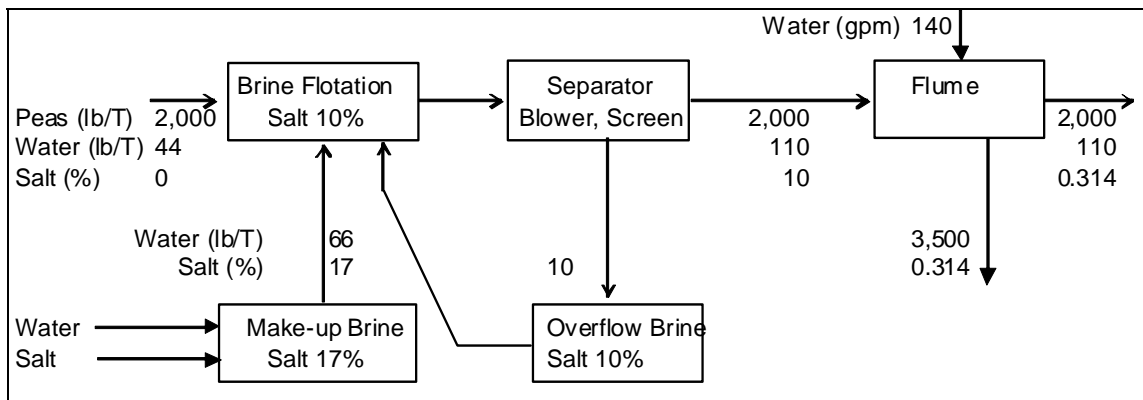 Water (gpm) 140
Brine Flotation
Salt 10%
Separator
Blower, Screen
Flume
Peas (lb/T) 2,000
Water (lb/T) 44
Salt (%) 0
2,000
110
10
2,000
110
0.314
Water (lb/T) 66
Salt (%) 17
10
3,500
0.314
Water
Salt
Make-up Brine
Salt 17%
Overflow Brine
Salt 10%